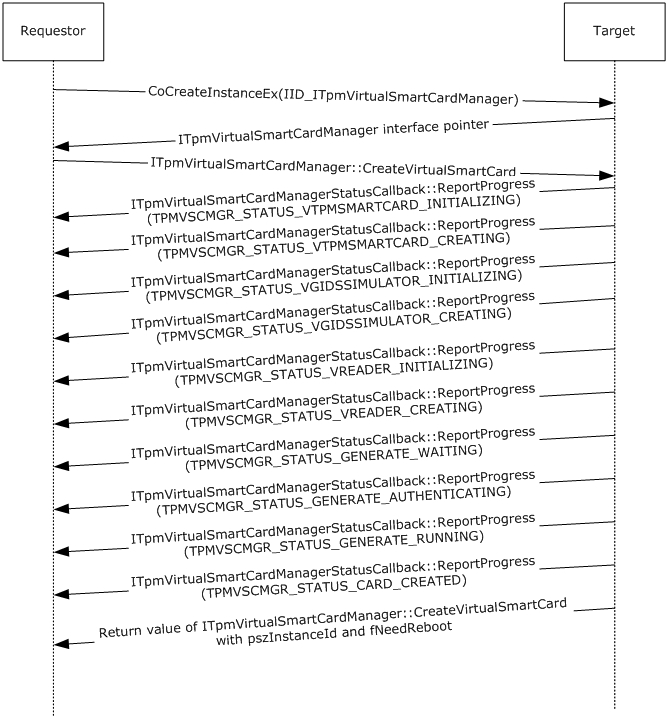 Requestor
Target
CoCreateInstanceEx(IID_ITpmVirtualSmartCardManager)
ITpmVirtualSmartCardManager interface pointer
ITpmVirtualSmartCardManager::CreateVirtualSmartCard
ITpmVirtualSmartCardManagerStatusCallback::ReportProgress
(TPMVSCMGR_STATUS_VTPMSMARTCARD_INITIALIZING)
ITpmVirtualSmartCardManagerStatusCallback::ReportProgress
(TPMVSCMGR_STATUS_VTPMSMARTCARD_CREATING)
ITpmVirtualSmartCardManagerStatusCallback::ReportProgress
(TPMVSCMGR_STATUS_VGIDSSIMULATOR_INITIALIZING)
ITpmVirtualSmartCardManagerStatusCallback::ReportProgress
(TPMVSCMGR_STATUS_VGIDSSIMULATOR_CREATING)
ITpmVirtualSmartCardManagerStatusCallback::ReportProgress
(TPMVSCMGR_STATUS_VREADER_INITIALIZING)
ITpmVirtualSmartCardManagerStatusCallback::ReportProgress
(TPMVSCMGR_STATUS_VREADER_CREATING)
ITpmVirtualSmartCardManagerStatusCallback::ReportProgress
(TPMVSCMGR_STATUS_GENERATE_WAITING)
ITpmVirtualSmartCardManagerStatusCallback::ReportProgress
(TPMVSCMGR_STATUS_GENERATE_AUTHENTICATING)
ITpmVirtualSmartCardManagerStatusCallback::ReportProgress
(TPMVSCMGR_STATUS_GENERATE_RUNNING)
ITpmVirtualSmartCardManagerStatusCallback::ReportProgress
(TPMVSCMGR_STATUS_CARD_CREATED)
Return value of ITpmVirtualSmartCardManager::CreateVirtualSmartCard
with pszInstanceId and fNeedReboot